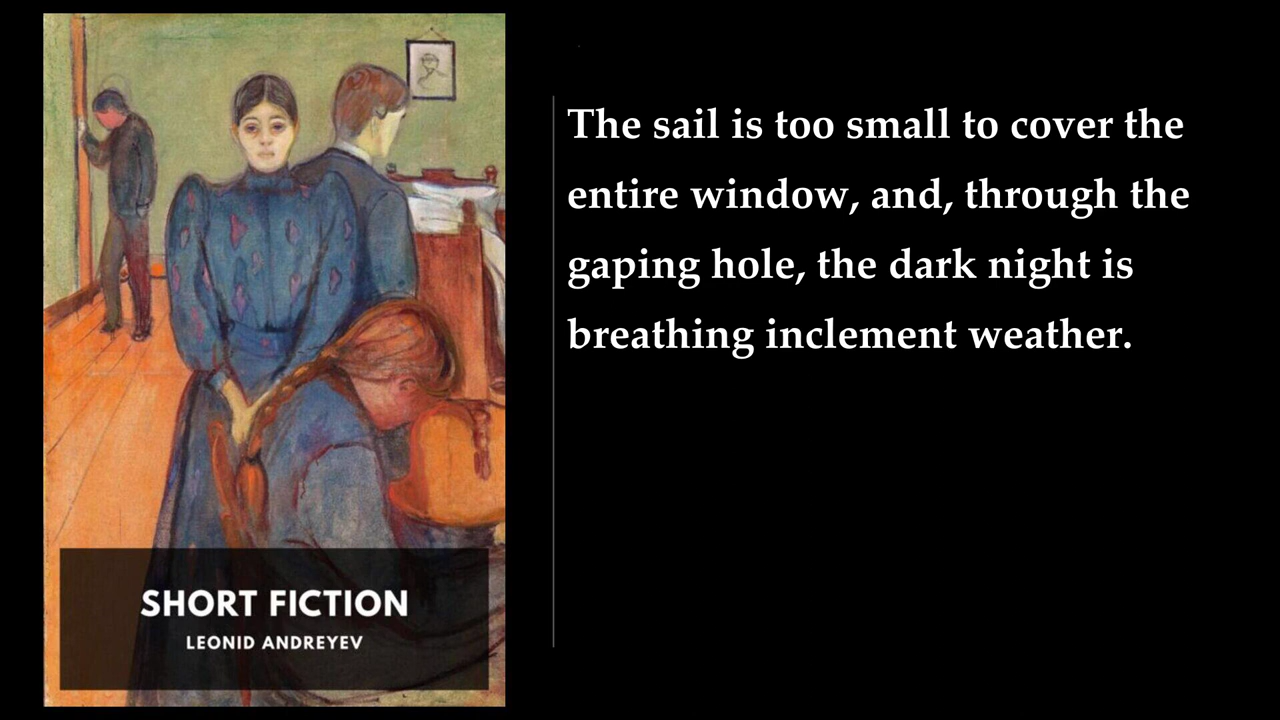 The sail is too small to cover the
entire window, and, through the
gaping hole, the dark night is
breathing inclement weather.
SHORT FICTION
LEONID ANDREYEV